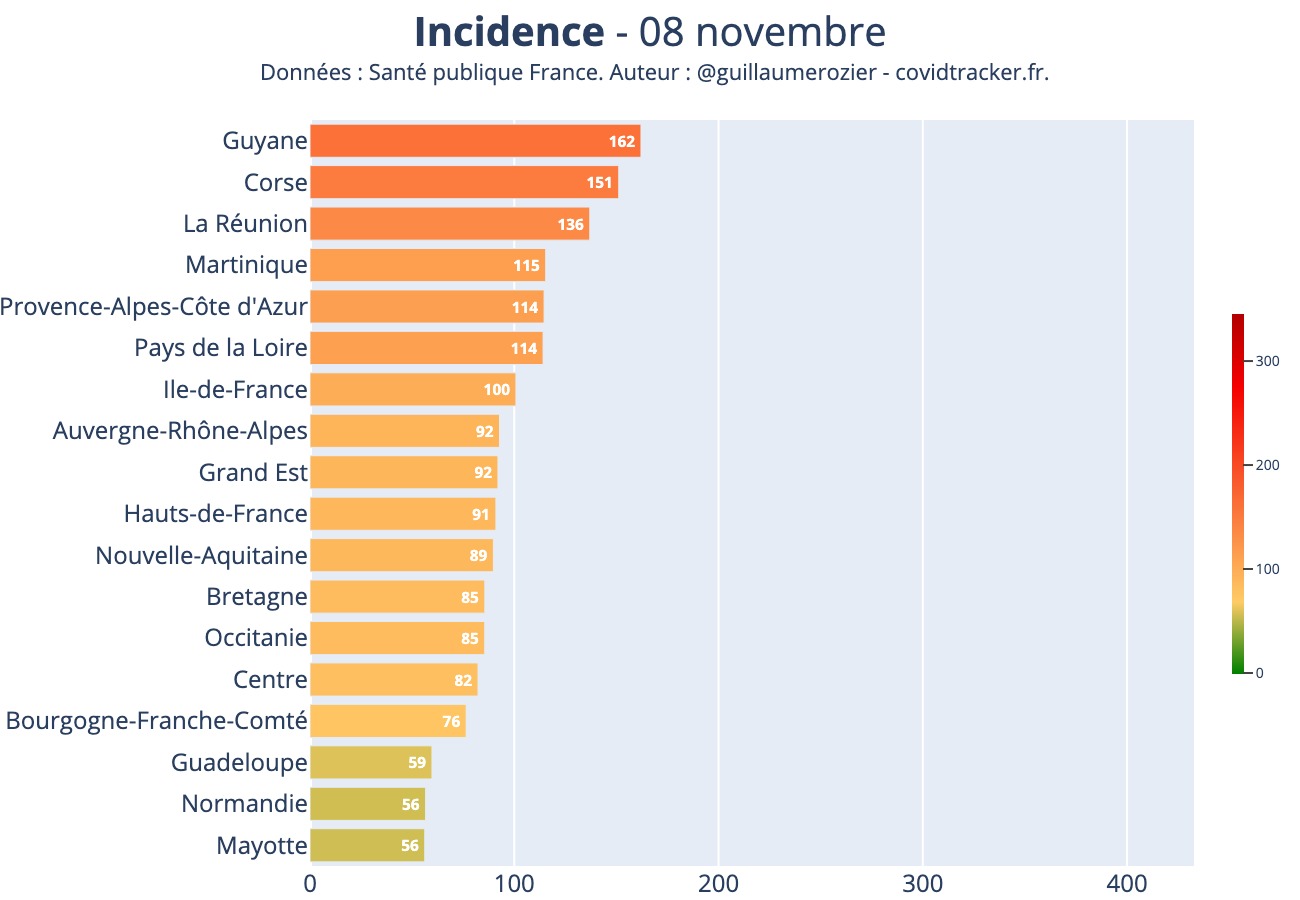 Incidence - 08 novembre
Données : Santé publique France. Auteur : @guillaumerozier - covidtracker.fr.
Guyane 162
Corse 151
La Réunion 136
Martinique 115
Provence-Alpes-Côte d'Azur 114
Pays de la Loire 114
Ile-de-France 100
Auvergne-Rhône-Alpes 92
Grand Est 92
Hauts-de-France 91
Nouvelle-Aquitaine 89
Bretagne 85
Occitanie 85
Centre 82
Bourgogne-Franche-Comté 76
Guadeloupe 59
Normandie 56
Mayotte 56
0 100 200 300 400
300
200
100
0